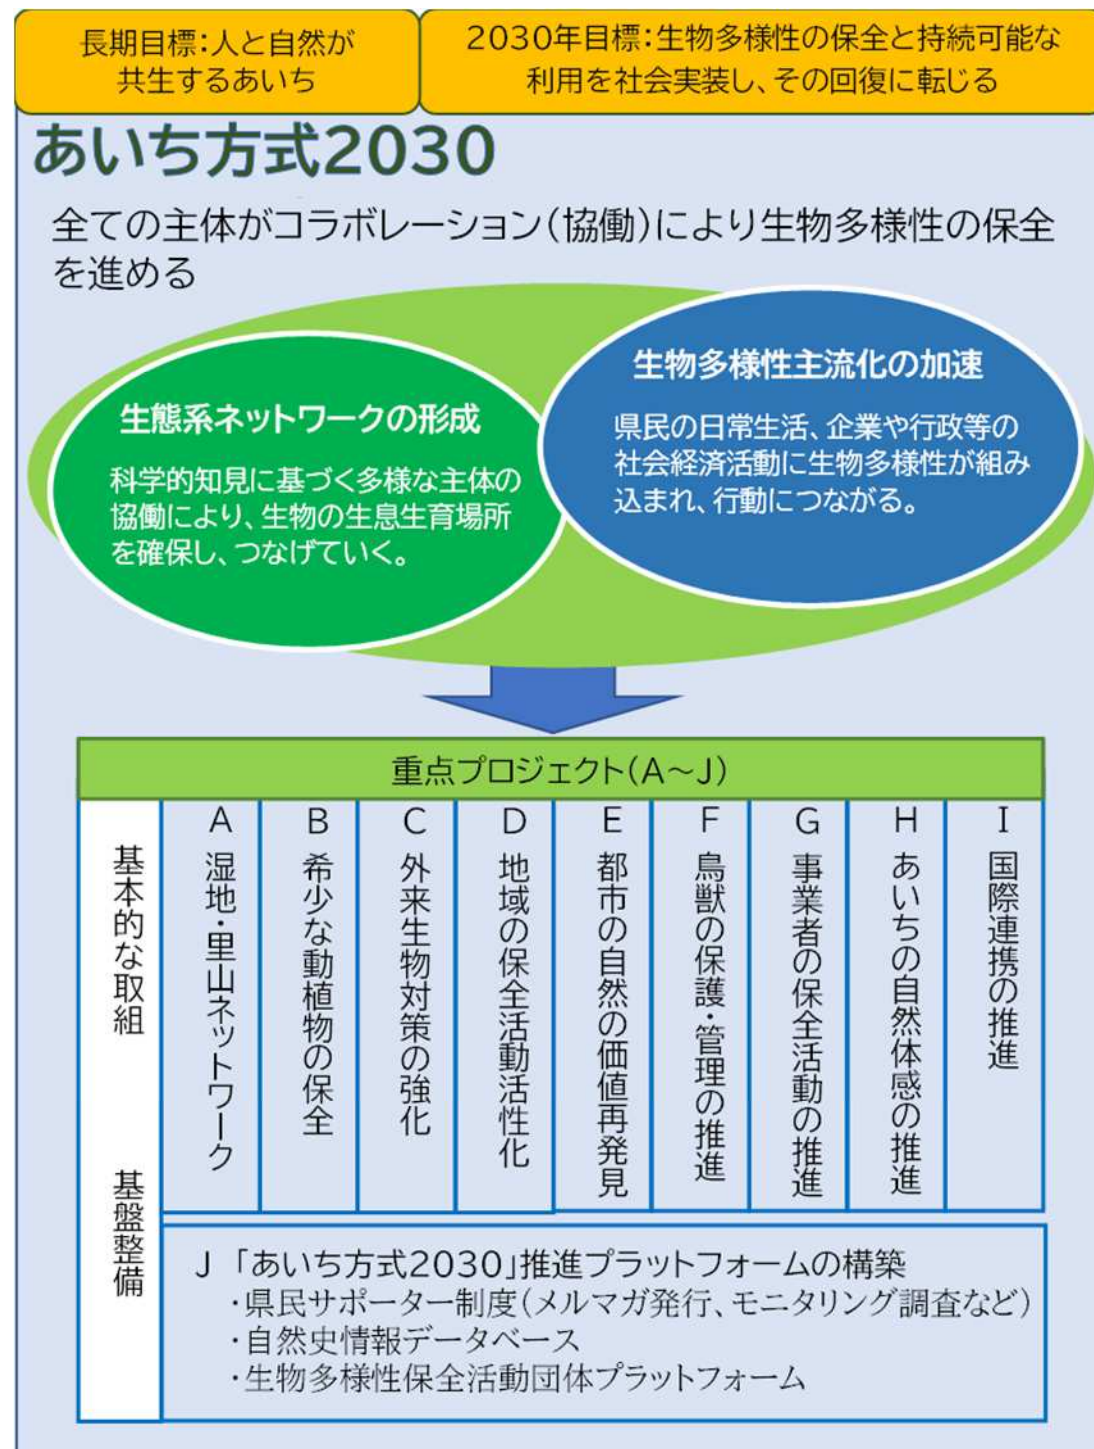 長期目標:人と自然が
共生するあいち
2030年目標:生物多様性の保全と持続可能な
利用を社会実装し、その回復に転じる
あいち方式2030
全ての主体がコラボレーション(協働)により生物多様性の保全
を進める
生態系ネットワークの形成
科学的知見に基づく多様な主体の
協働により、生物の生息生育場所
を確保し、つなげていく。
生物多様性主流化の加速
県民の日常生活、企業や行政等の
社会経済活動に生物多様性が組み
込まれ、行動につながる。
重点プロジェクト(A～J)
基本的な取組
A 湿地・里山ネットワーク
B 希少な動植物の保全
C 外来生物対策の強化
D 地域の保全活動活性化
E 都市の自然の価値再発見
F 鳥獣の保護・管理の推進
G 事業者の保全活動の推進
H あいちの自然体感の推進
I 国際連携の推進
基盤整備
J 「あいち方式2030」推進プラットフォームの構築
・県民サポーター制度(メルマガ発行、モニタリング調査など)
・自然史情報データベース
・生物多様性保全活動団体プラットフォーム